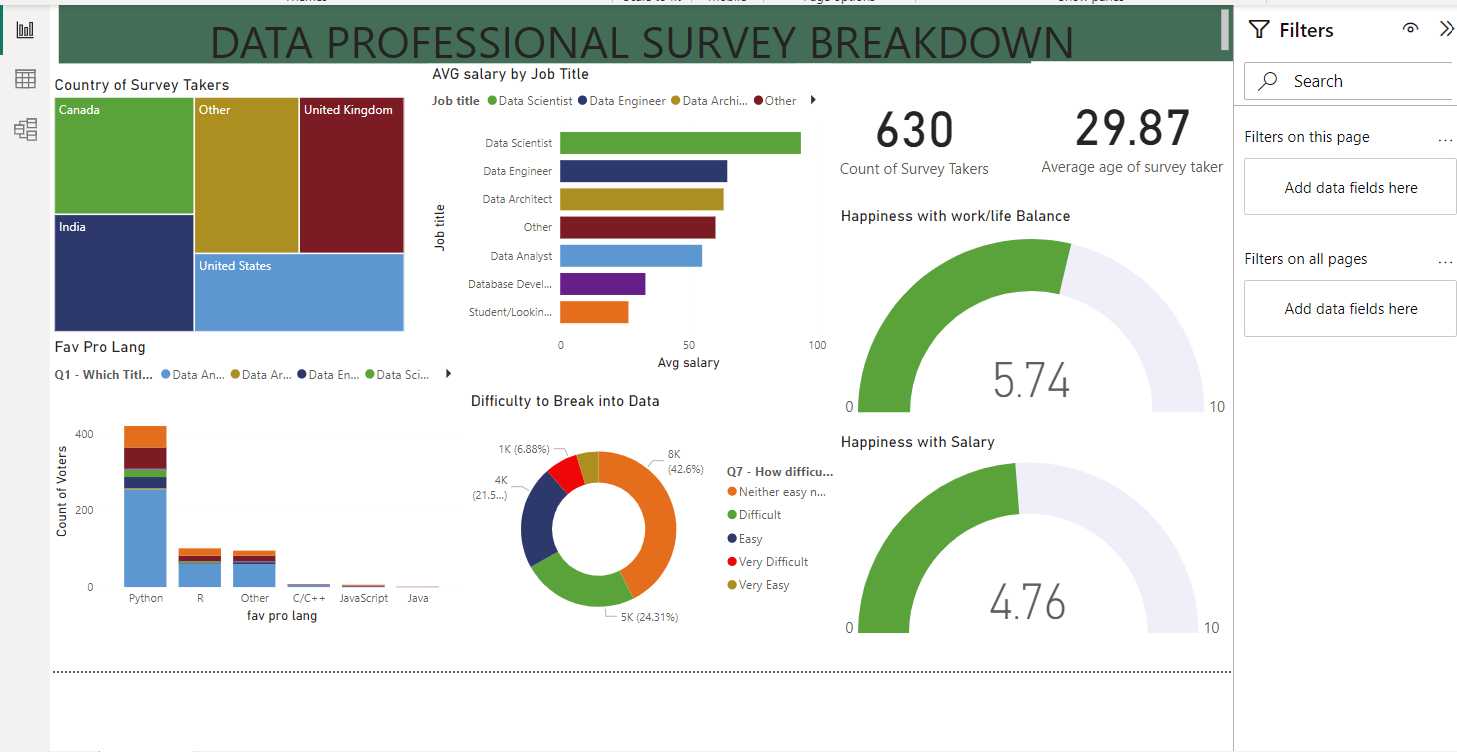 DATA PROFESSIONAL SURVEY BREAKDOWN
Country of Survey Takers
Canada
Other
United Kingdom
India
United States
AVG salary by Job Title
Job title Data Scientist Data Engineer Data Archi... Other
Job title
Data Scientist
Data Engineer
Data Architect
Other
Data Analyst
Database Devel...
Student/Lookin...
0 50 100
Avg salary
630
Count of Survey Takers
29.87
Average age of survey taker
Happiness with work/life Balance
5.74
0 10
Fav Pro Lang
Q1 - Which Titl... Data An... Data Ar... Data En... Data Sci...
Count of Voters
400
200
0
Python R Other C/C++ JavaScript Java
fav pro lang
Difficulty to Break into Data
1K (6.88%)
8K
(42.6%)
4K
(21.5...)
5K (24.31%)
Q7 - How difficu...
Neither easy n...
Difficult
Easy
Very Difficult
Very Easy
Happiness with Salary
4.76
0 10
Filters
Search
Filters on this page ...
Add data fields here
Filters on all pages ...
Add data fields here